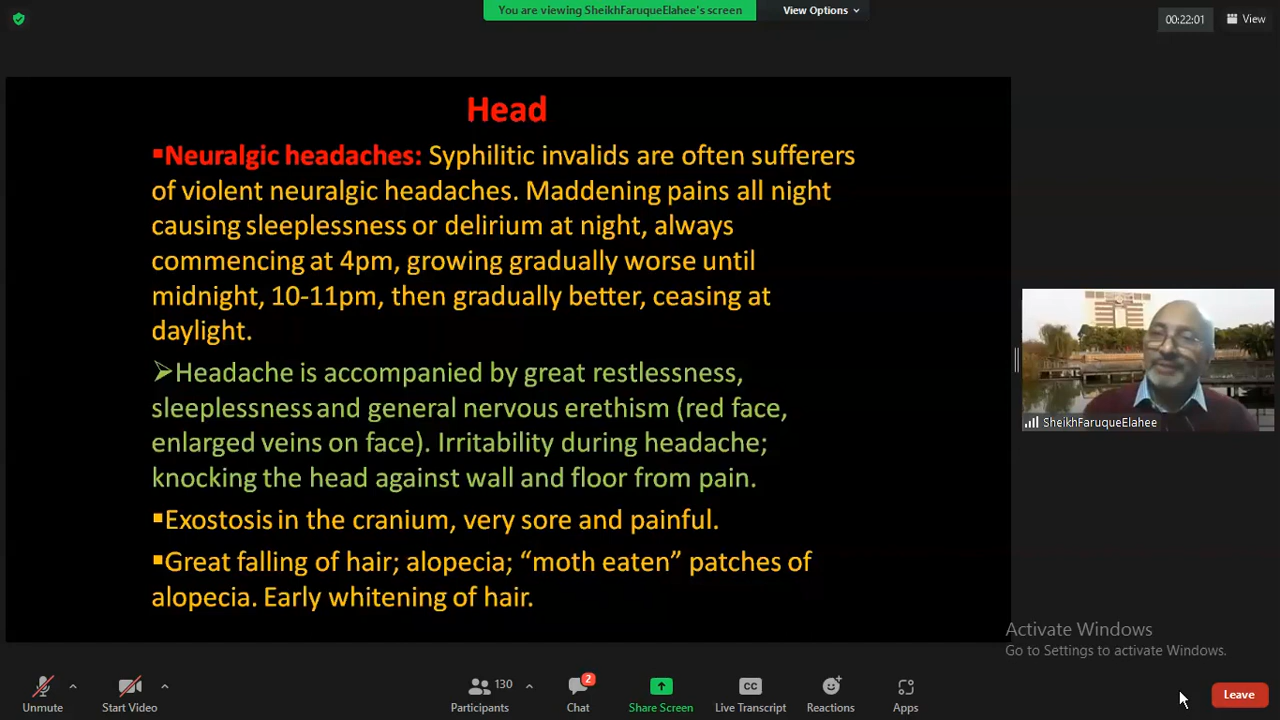 You are viewing SheikhFaruqueElahee's screen
View Options
00:22:01
View
Head
▪Neuralgic headaches: Syphilitic invalids are often sufferers
of violent neuralgic headaches. Maddening pains all night
causing sleeplessness or delirium at night, always
commencing at 4pm, growing gradually worse until
midnight, 10-11pm, then gradually better, ceasing at
daylight.
➢Headache is accompanied by great restlessness,
sleeplessness and general nervous erethism (red face,
enlarged veins on face). Irritability during headache;
knocking the head against wall and floor from pain.
▪Exostosis in the cranium, very sore and painful.
▪Great falling of hair; alopecia; “moth eaten” patches of
alopecia. Early whitening of hair.
SheikhFaruqueElahee
Activate Windows
Go to Settings to activate Windows.
Unmute
Start Video
130
Participants
2
Chat
Share Screen
CC
Live Transcript
Reactions
Apps
Leave